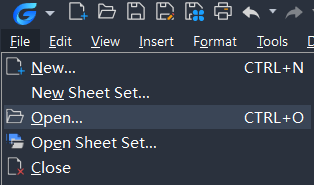 File Edit View Insert Format Tools
New... CTRL+N
New Sheet Set...
Open... CTRL+O
Open Sheet Set...
Close